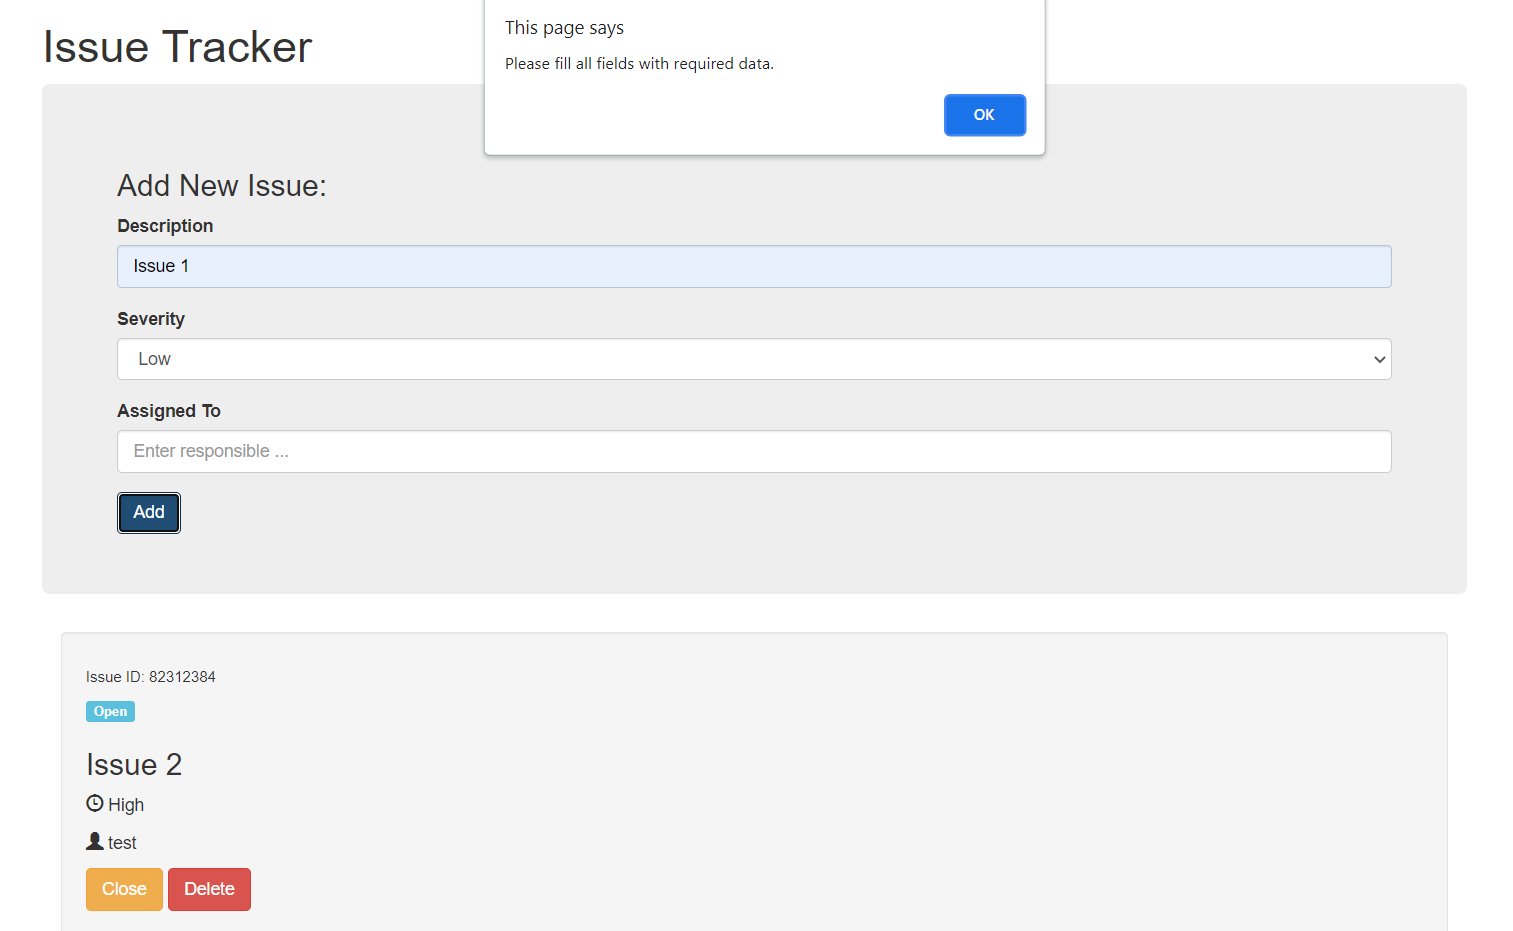 Issue Tracker
This page says
Please fill all fields with required data.
OK
Add New Issue:
Description
Issue 1
Severity
Low
Assigned To
Enter responsible ...
Add
Issue ID: 82312384
Open
Issue 2
High
test
Close Delete